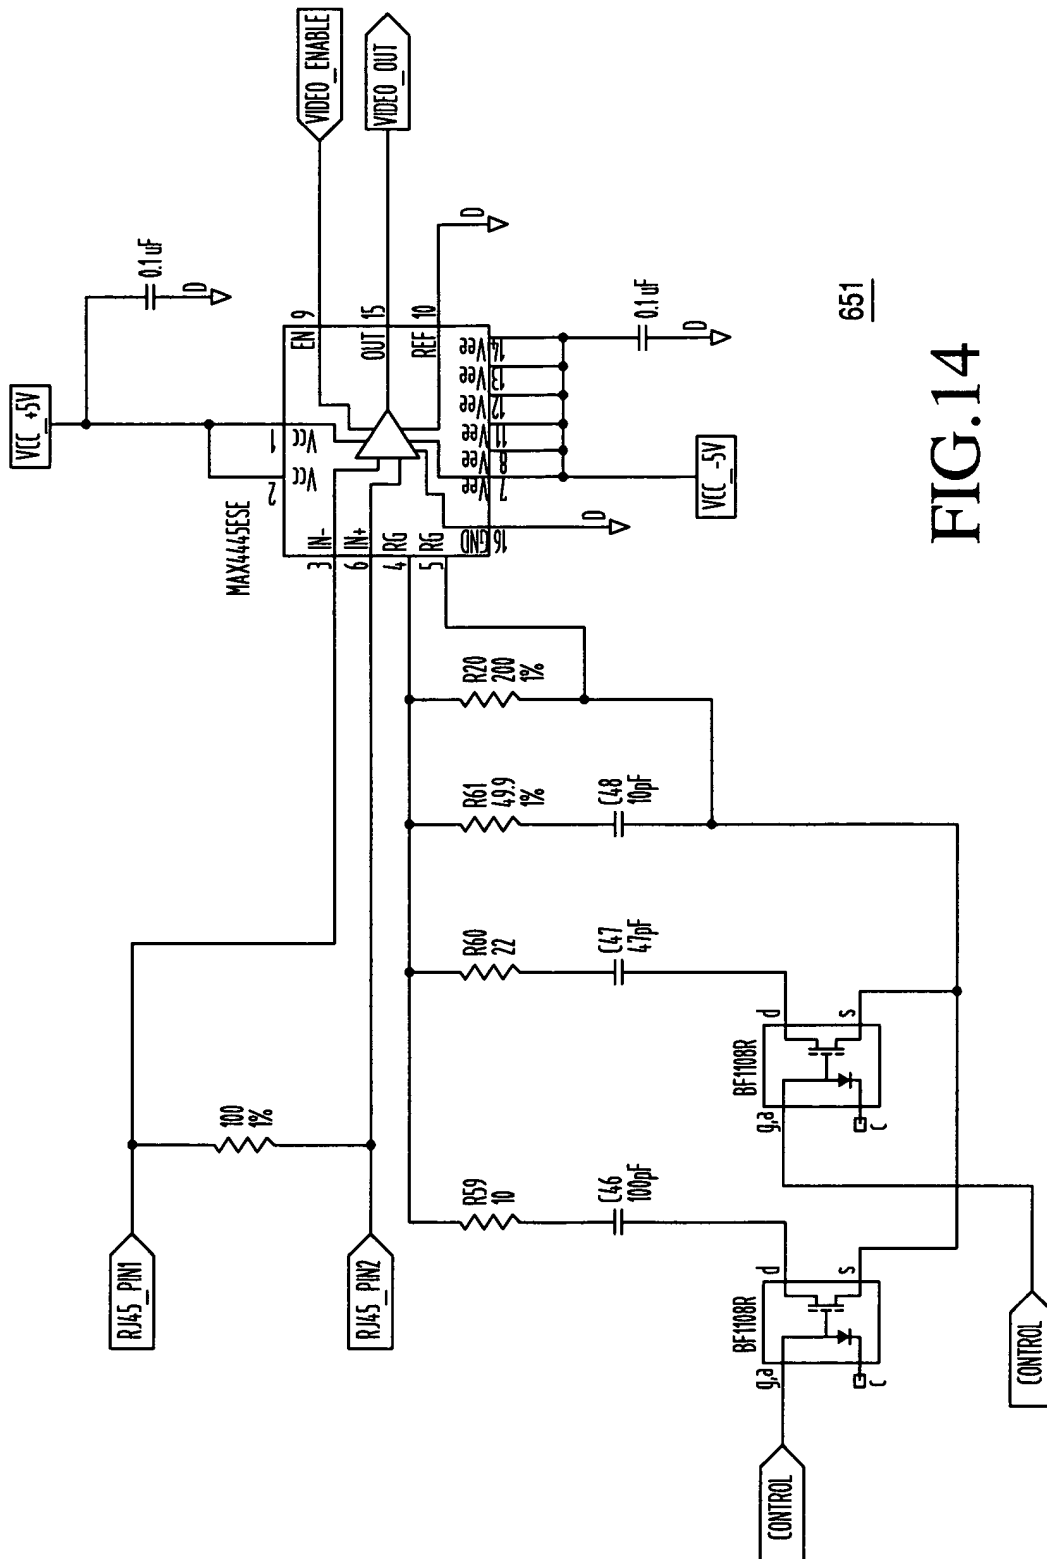 RJ45_PIN1
RJ45_PIN2
100
1%
MAX4445ESE
VCC_+5V
0.1uF
D
VIDEO_ENABLE
VIDEO_OUT
3 IN-
6 IN+
4 RG
5 RG
2 Vcc
1 Vcc
EN 9
OUT 15
REF 10
D
16 GND
7 Vee
8 Vee
11 Vee
12 Vee
13 Vee
14 Vee
D
VCC_-5V
0.1uF
D
R59
10
R60
22
R61
49.9
1%
R20
200
1%
C46
100pF
C47
47pF
C48
10pF
BF1108R
g,a
d
s
c
BF1108R
g,a
d
s
c
CONTROL
CONTROL
651
FIG.14